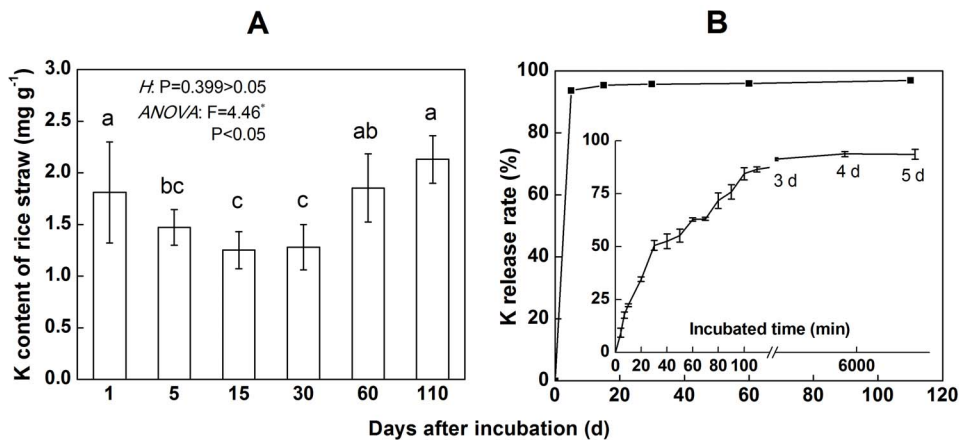 A
K content of rice straw (mg g-1)
3.0
2.5
2.0
1.5
1.0
0.5
0.0
H: P=0.399>0.05
ANOVA: F=4.46*
P<0.05
a
bc
c
c
ab
a
1
5
15
30
60
110
B
K release rate (%)
100
80
60
40
20
0
0
20
40
60
80
100
120
100
75
50
25
0
3 d
4 d
5 d
Incubated time (min)
0
20
40
60
80
100
6000
Days after incubation (d)